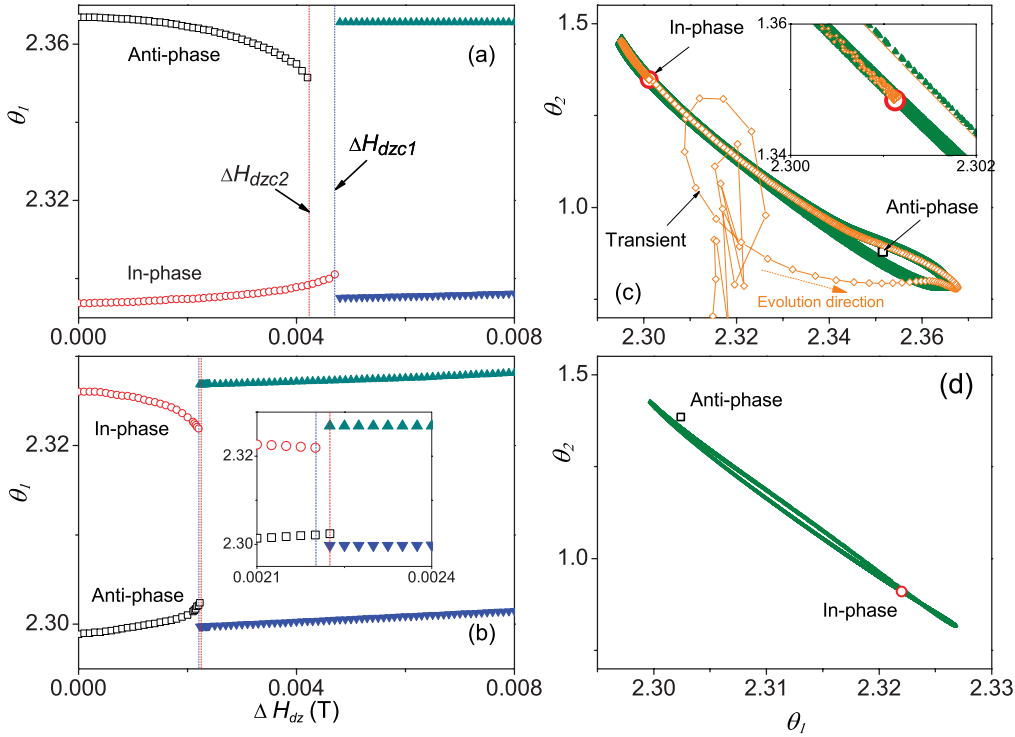 2.36
2.32
θ1
Anti-phase
(a)
ΔHdzc1
ΔHdzc2
In-phase
0.000
0.004
0.008
2.32
2.30
θ1
In-phase
Anti-phase
2.32
2.30
0.0021
0.0024
(b)
0.000
0.004
0.008
Δ Hdz (T)
1.5
1.0
θ2
In-phase
1.36
1.34
2.300
2.302
Anti-phase
Transient
Evolution direction
(c)
2.30
2.32
2.34
2.36
1.5
1.0
θ2
(d)
Anti-phase
In-phase
2.30
2.31
2.32
2.33
θ1